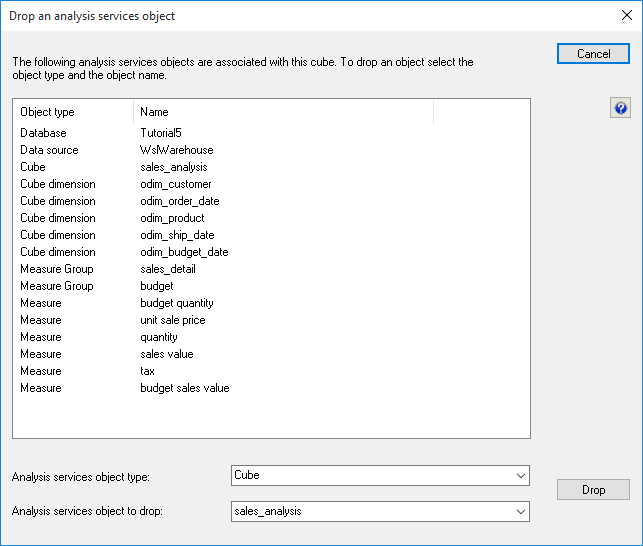 Drop an analysis services object
The following analysis services objects are associated with this cube. To drop an object select the
object type and the object name.
Cancel
Object type Name
Database Tutorial5
Data source WslWarehouse
Cube sales_analysis
Cube dimension odim_customer
Cube dimension odim_order_date
Cube dimension odim_product
Cube dimension odim_ship_date
Cube dimension odim_budget_date
Measure Group sales_detail
Measure Group budget
Measure budget quantity
Measure unit sale price
Measure quantity
Measure sales value
Measure tax
Measure budget sales value
Analysis services object type: Cube
Analysis services object to drop: sales_analysis
Drop